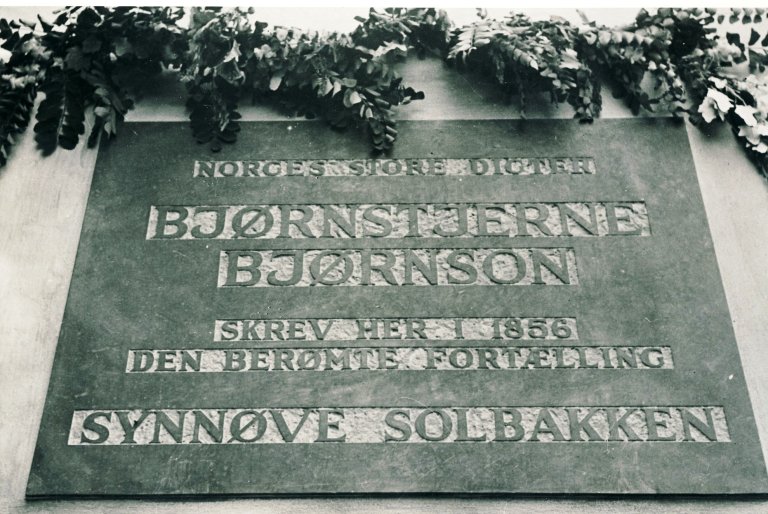 NORGES STORE DIGTER
BJØRNSTJERNE
BJØRNSON
SKREV HER I 1856
DEN BERØMTE FORTÆLLING
SYNNØVE SOLBAKKEN